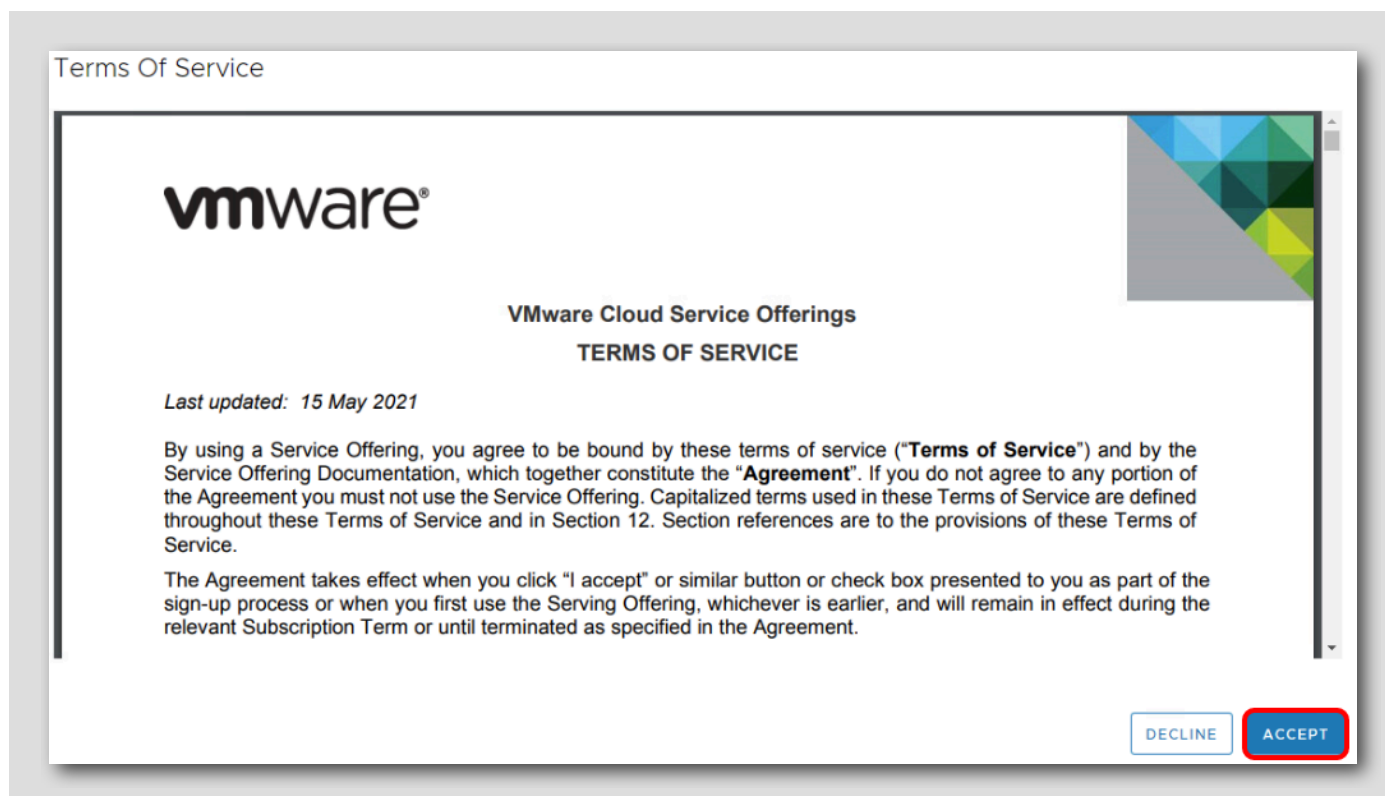 Terms Of Service
vmware®
VMware Cloud Service Offerings
TERMS OF SERVICE
Last updated: 15 May 2021
By using a Service Offering, you agree to be bound by these terms of service (“Terms of Service”) and by the
Service Offering Documentation, which together constitute the “Agreement”. If you do not agree to any portion of
the Agreement you must not use the Service Offering. Capitalized terms used in these Terms of Service are defined
throughout these Terms of Service and in Section 12. Section references are to the provisions of these Terms of
Service.
The Agreement takes effect when you click “I accept” or similar button or check box presented to you as part of the
sign-up process or when you first use the Serving Offering, whichever is earlier, and will remain in effect during the
relevant Subscription Term or until terminated as specified in the Agreement.
DECLINE ACCEPT